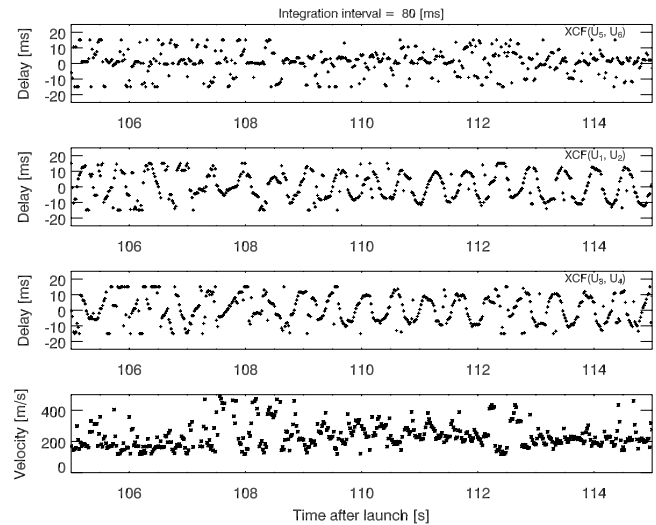 Integration interval = 80 [ms]
XCF(U5, U6)
Delay [ms]
20
10
0
-10
-20
106 108 110 112 114
XCF(U1, U2)
Delay [ms]
20
10
0
-10
-20
106 108 110 112 114
XCF(U3, U4)
Delay [ms]
20
10
0
-10
-20
106 108 110 112 114
Velocity [m/s]
400
200
0
106 108 110 112 114
Time after launch [s]